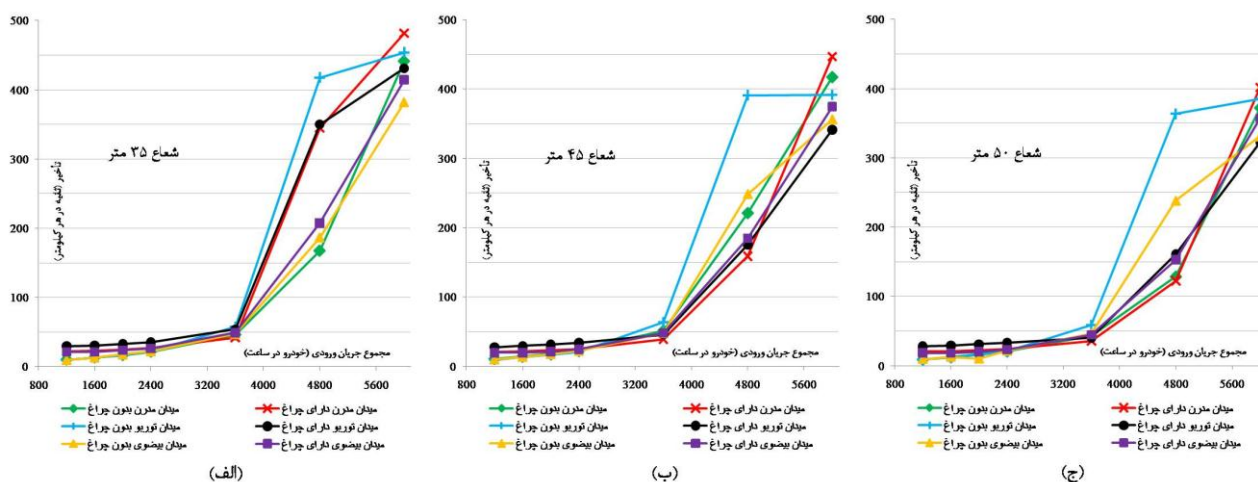 500
400
300
200
100
0
تأخیر (ثانیه در هر کیلومتر)
شعاع ۳۵ متر
مجموع جریان ورودی (خودرو در ساعت)
800 1600 2400 3200 4000 4800 5600
میدان مدرن بدون چراغ
میدان مدرن دارای چراغ
میدان توربو بدون چراغ
میدان توربو دارای چراغ
میدان بیضوی بدون چراغ
میدان بیضوی دارای چراغ
(الف)
500
400
300
200
100
0
تأخیر (ثانیه در هر کیلومتر)
شعاع ۴۵ متر
مجموع جریان ورودی (خودرو در ساعت)
800 1600 2400 3200 4000 4800 5600
میدان مدرن بدون چراغ
میدان مدرن دارای چراغ
میدان توربو بدون چراغ
میدان توربو دارای چراغ
میدان بیضوی بدون چراغ
میدان بیضوی دارای چراغ
(ب)
500
400
300
200
100
0
تأخیر (ثانیه در هر کیلومتر)
شعاع ۵۰ متر
مجموع جریان ورودی (خودرو در ساعت)
800 1600 2400 3200 4000 4800 5600
میدان مدرن بدون چراغ
میدان مدرن دارای چراغ
میدان توربو بدون چراغ
میدان توربو دارای چراغ
میدان بیضوی بدون چراغ
میدان بیضوی دارای چراغ
(ج)